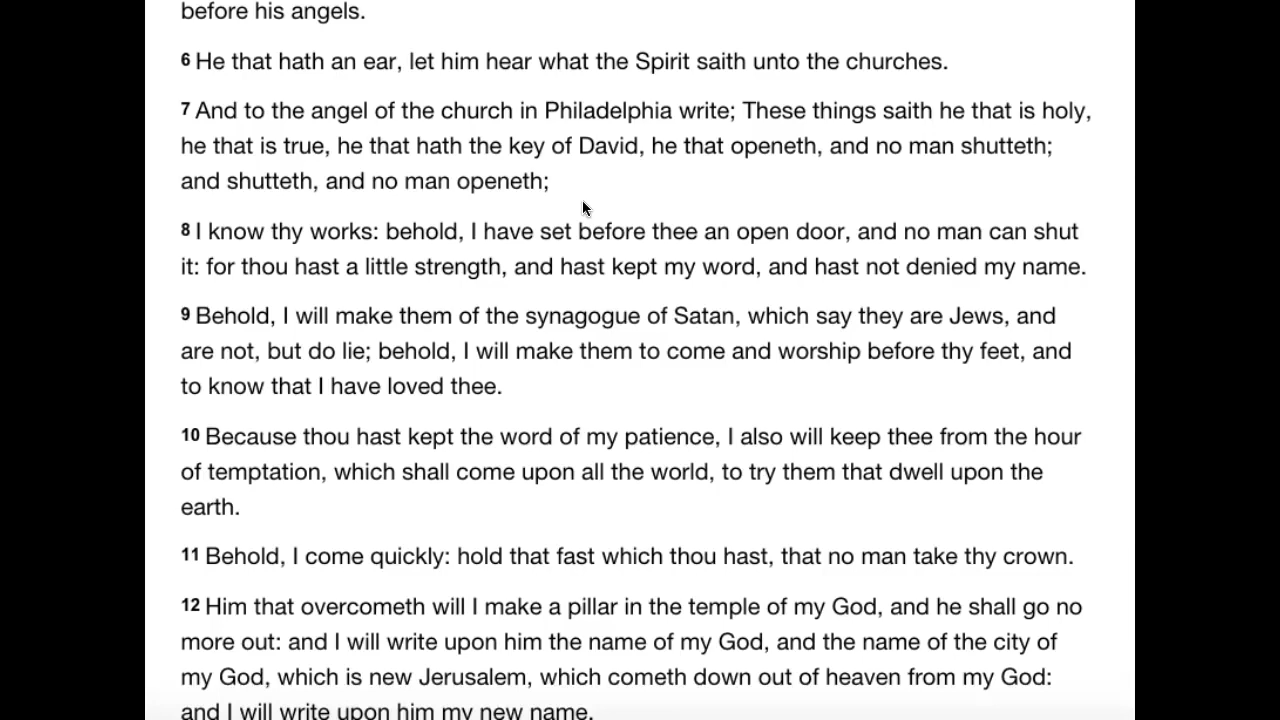 before his angels.
6 He that hath an ear, let him hear what the Spirit saith unto the churches.
7 And to the angel of the church in Philadelphia write; These things saith he that is holy,
he that is true, he that hath the key of David, he that openeth, and no man shutteth;
and shutteth, and no man openeth;
8 I know thy works: behold, I have set before thee an open door, and no man can shut
it: for thou hast a little strength, and hast kept my word, and hast not denied my name.
9 Behold, I will make them of the synagogue of Satan, which say they are Jews, and
are not, but do lie; behold, I will make them to come and worship before thy feet, and
to know that I have loved thee.
10 Because thou hast kept the word of my patience, I also will keep thee from the hour
of temptation, which shall come upon all the world, to try them that dwell upon the
earth.
11 Behold, I come quickly: hold that fast which thou hast, that no man take thy crown.
12 Him that overcometh will I make a pillar in the temple of my God, and he shall go no
more out: and I will write upon him the name of my God, and the name of the city of
my God, which is new Jerusalem, which cometh down out of heaven from my God:
and I will write upon him my new name.